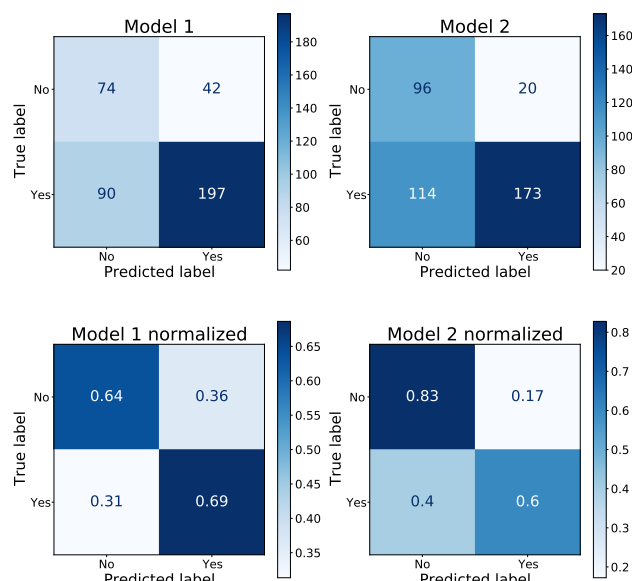 Model 1
No
74
42
True label
Yes
90
197
No
Yes
Predicted label
180
160
140
120
100
80
60
Model 2
No
96
20
True label
Yes
114
173
No
Yes
Predicted label
160
140
120
100
80
60
40
20
Model 1 normalized
No
0.64
0.36
True label
Yes
0.31
0.69
No
Yes
Predicted label
0.65
0.60
0.55
0.50
0.45
0.40
0.35
Model 2 normalized
No
0.83
0.17
True label
Yes
0.4
0.6
No
Yes
Predicted label
0.8
0.7
0.6
0.5
0.4
0.3
0.2